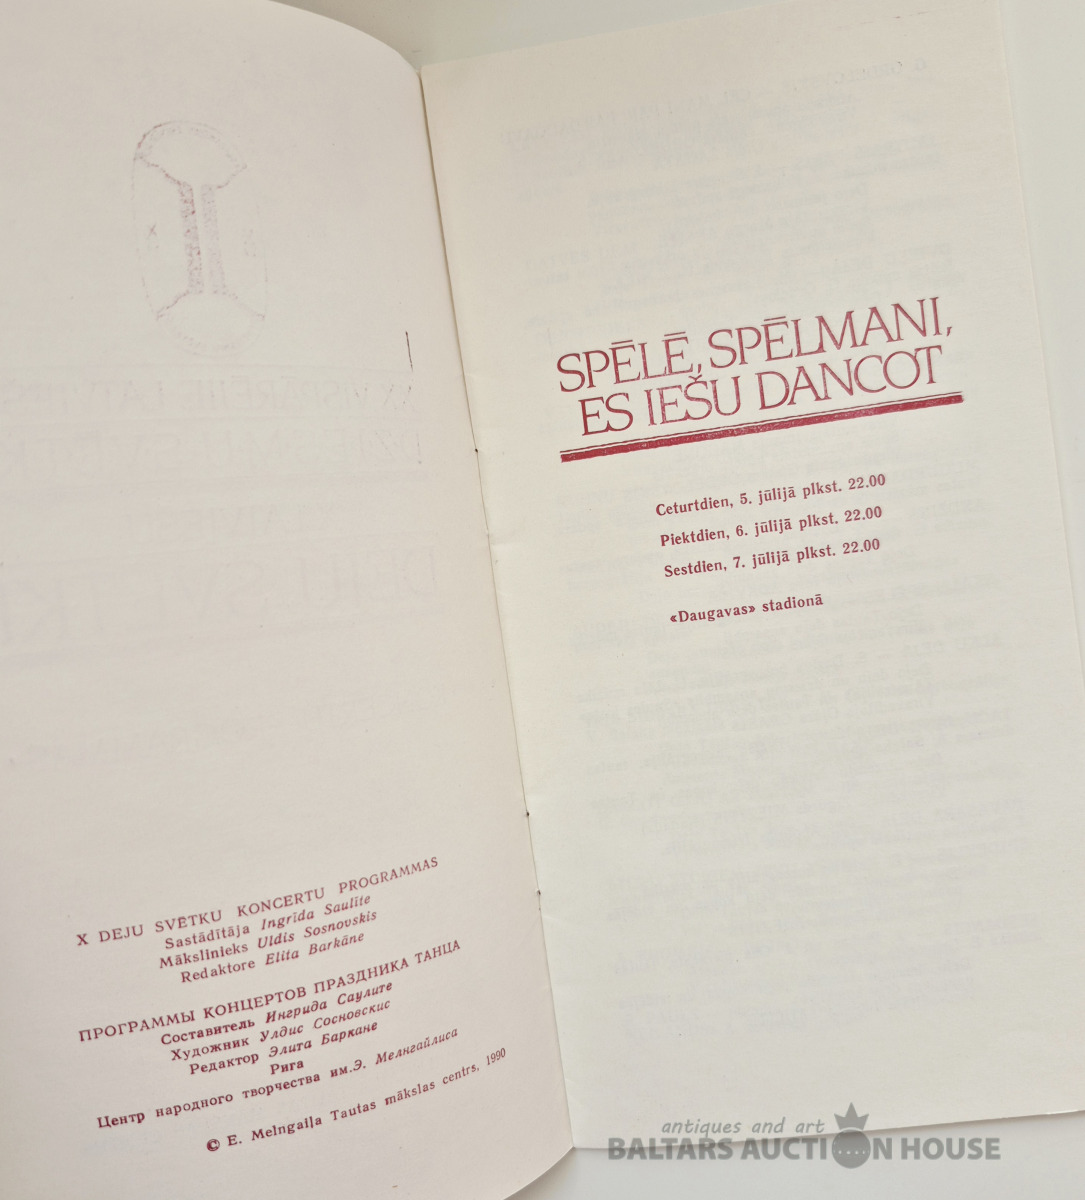 X DEJU SVĒTKU KONCERTU PROGRAMMAS
Sastādītāja Ingrīda Saulīte
Mākslinieks Uldis Sosnovskis
Redaktore Elita Barkāne
ПРОГРАММЫ КОНЦЕРТОВ ПРАЗДНИКА ТАНЦА
Составитель Ингрида Саулите
Художник Улдис Сосновскис
Редактор Элита Баркане
Рига
Центр народного творчества им.Э. Мелнгайлиса
© E. Melngaiļa Tautas mākslas centrs, 1990
SPĒLĒ, SPĒLMANI,
ES IEŠU DANCOT
Ceturtdien, 5. jūlijā plkst. 22.00
Piektdien, 6. jūlijā plkst. 22.00
Sestdien, 7. jūlijā plkst. 22.00
«Daugavas» stadionā
antiques and art
BALTARS AUCTION HOUSE